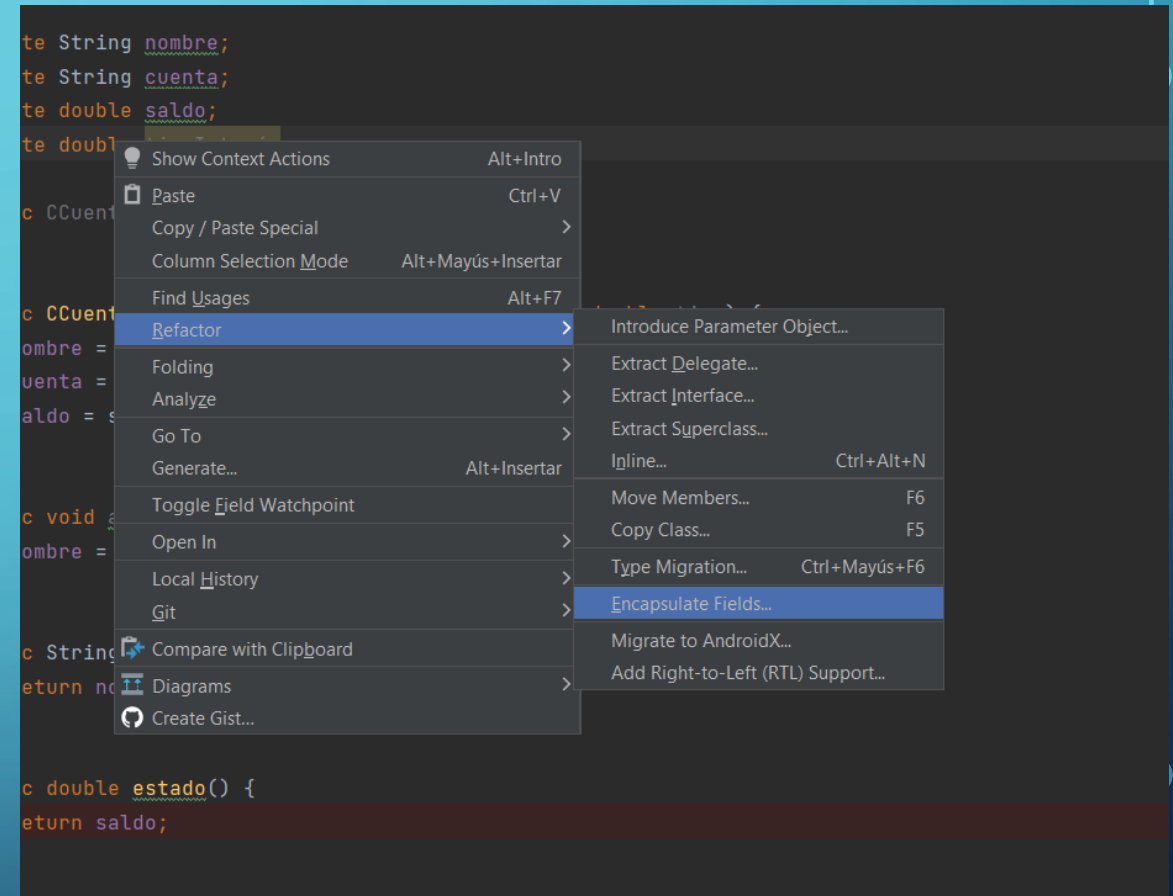 te String nombre;
te String cuenta;
te double saldo;
te doubl
Show Context Actions Alt+Intro
Paste Ctrl+V
c CCuent
Copy / Paste Special
Column Selection Mode Alt+Mayús+Insertar
Find Usages Alt+F7
c CCuent
Refactor
ombre =
Folding
uenta =
Analyze
aldo = s
Go To
Generate... Alt+Insertar
Toggle Field Watchpoint
c void a
Open In
ombre =
Local History
Git
c String
Compare with Clipboard
eturn no
Diagrams
Create Gist...
Introduce Parameter Object...
Extract Delegate...
Extract Interface...
Extract Superclass...
Inline... Ctrl+Alt+N
Move Members... F6
Copy Class... F5
Type Migration... Ctrl+Mayús+F6
Encapsulate Fields...
Migrate to AndroidX...
Add Right-to-Left (RTL) Support...
c double estado() {
eturn saldo;